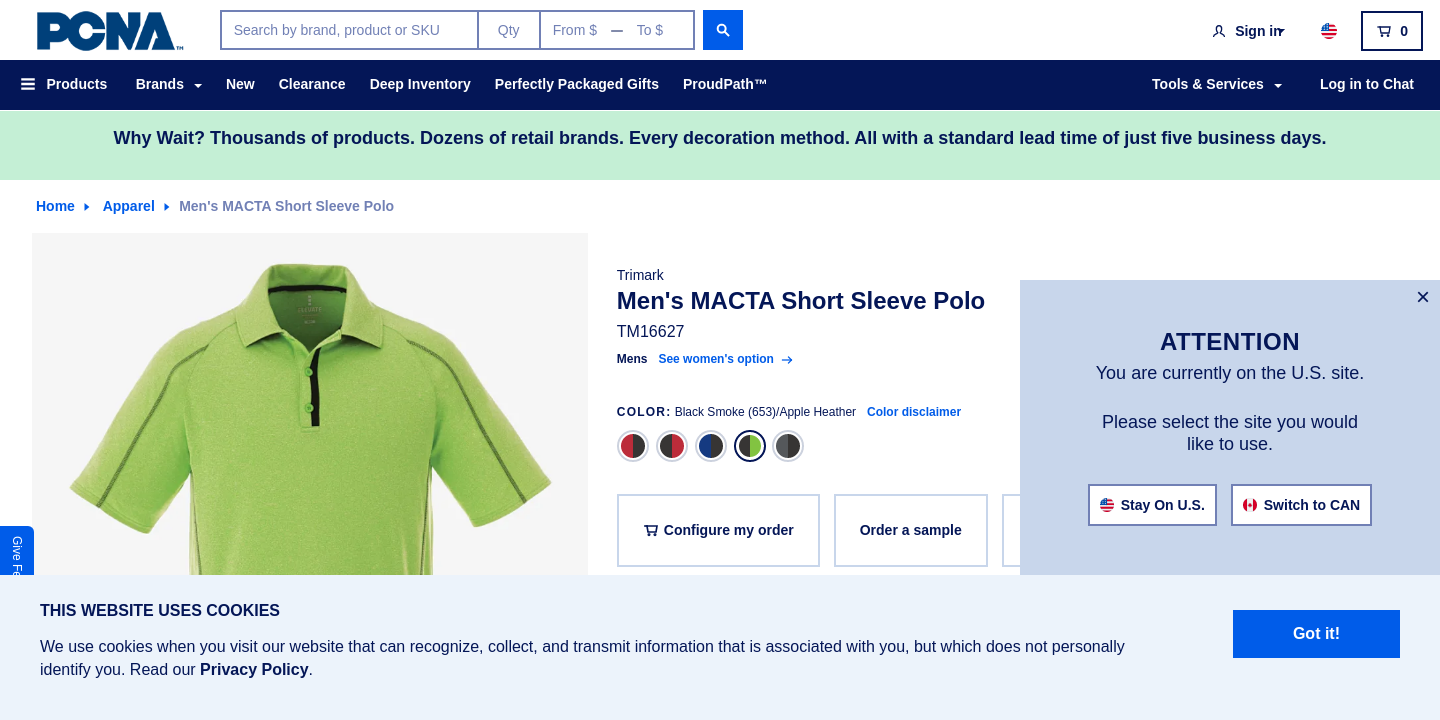 PCNA™
Search by brand, product or SKU
Qty
From $ — To $
Sign in
0
Products
Brands
New
Clearance
Deep Inventory
Perfectly Packaged Gifts
ProudPath™
Tools & Services
Log in to Chat
Why Wait? Thousands of products. Dozens of retail brands. Every decoration method. All with a standard lead time of just five business days.
Home
Apparel
Men's MACTA Short Sleeve Polo
Trimark
Men's MACTA Short Sleeve Polo
TM16627
Mens
See women's option
COLOR: Black Smoke (653)/Apple Heather
Color disclaimer
Configure my order
Order a sample
ATTENTION
You are currently on the U.S. site.
Please select the site you would
like to use.
Stay On U.S.
Switch to CAN
Give Fe
THIS WEBSITE USES COOKIES
We use cookies when you visit our website that can recognize, collect, and transmit information that is associated with you, but which does not personally
identify you. Read our Privacy Policy.
Got it!